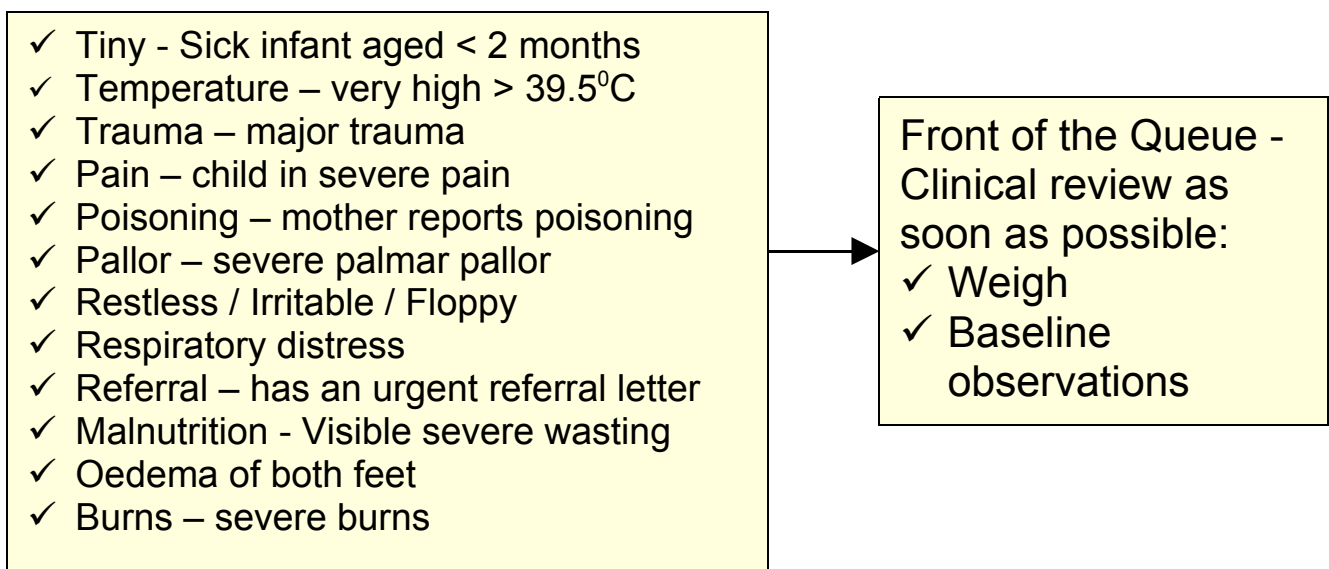 ✓ Tiny - Sick infant aged < 2 months
✓ Temperature – very high > 39.5⁰C
✓ Trauma – major trauma
✓ Pain – child in severe pain
✓ Poisoning – mother reports poisoning
✓ Pallor – severe palmar pallor
✓ Restless / Irritable / Floppy
✓ Respiratory distress
✓ Referral – has an urgent referral letter
✓ Malnutrition - Visible severe wasting
✓ Oedema of both feet
✓ Burns – severe burns
Front of the Queue -
Clinical review as
soon as possible:
✓ Weigh
✓ Baseline
observations